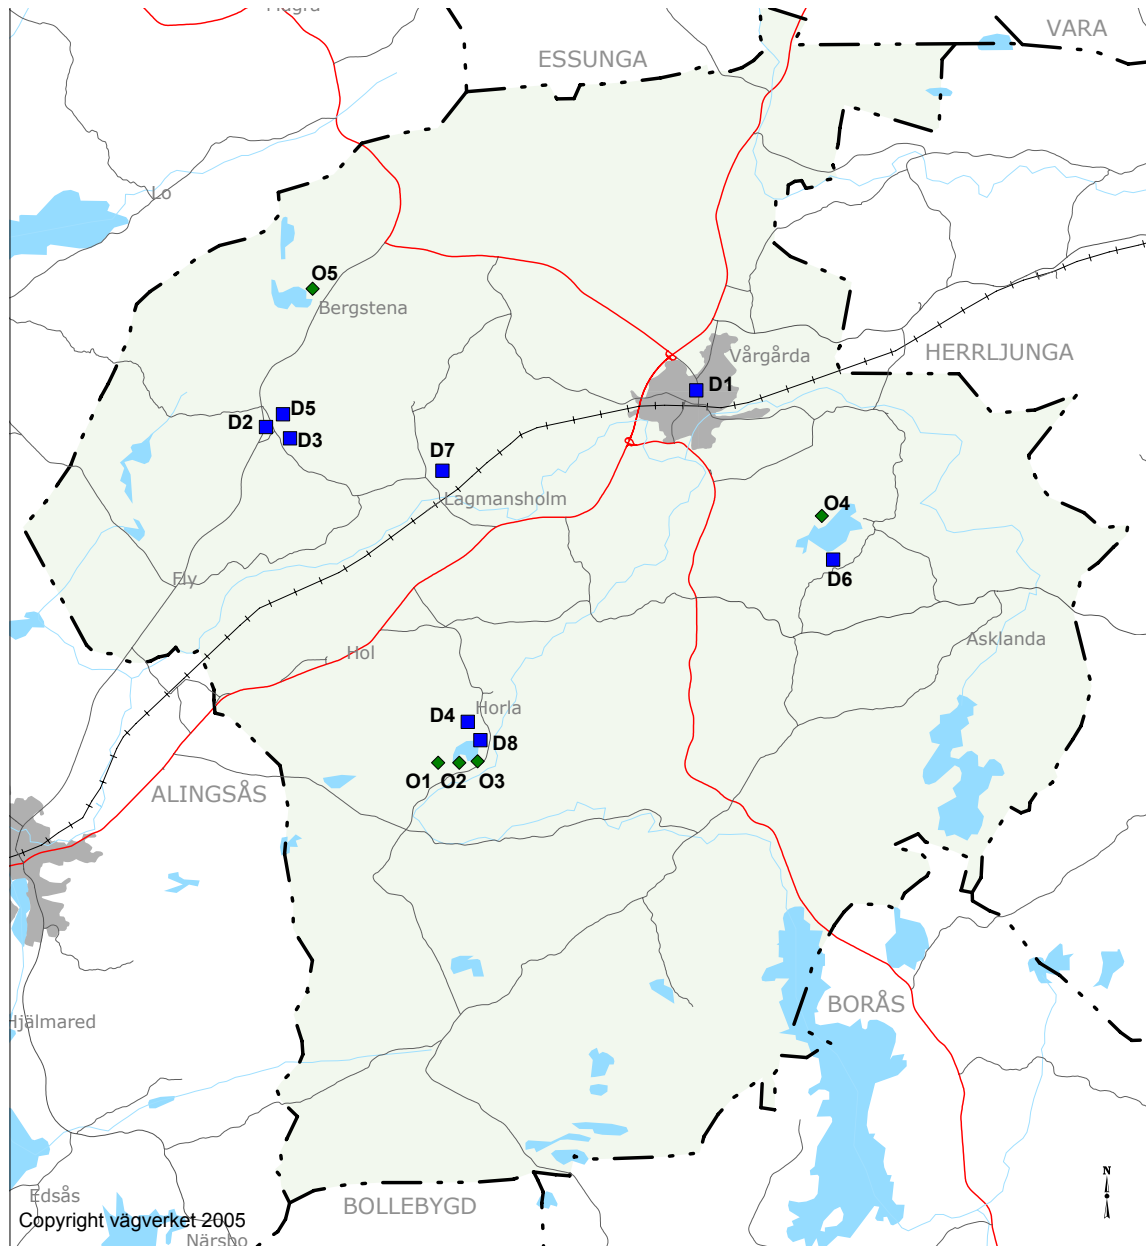 VARA
ESSUNGA
Lo
O5
Bergstena
Vårgårda
HERRLJUNGA
D1
D5
D2
D3
D7
Lagmansholm
O4
D6
Fly
Asklanda
Hol
Horla
D4
D8
O1
O2
O3
ALINGSÅS
BORÅS
Hjälmared
N
Edsås
BOLLEBYGD
Copyright vägverket 2005
Närsbo